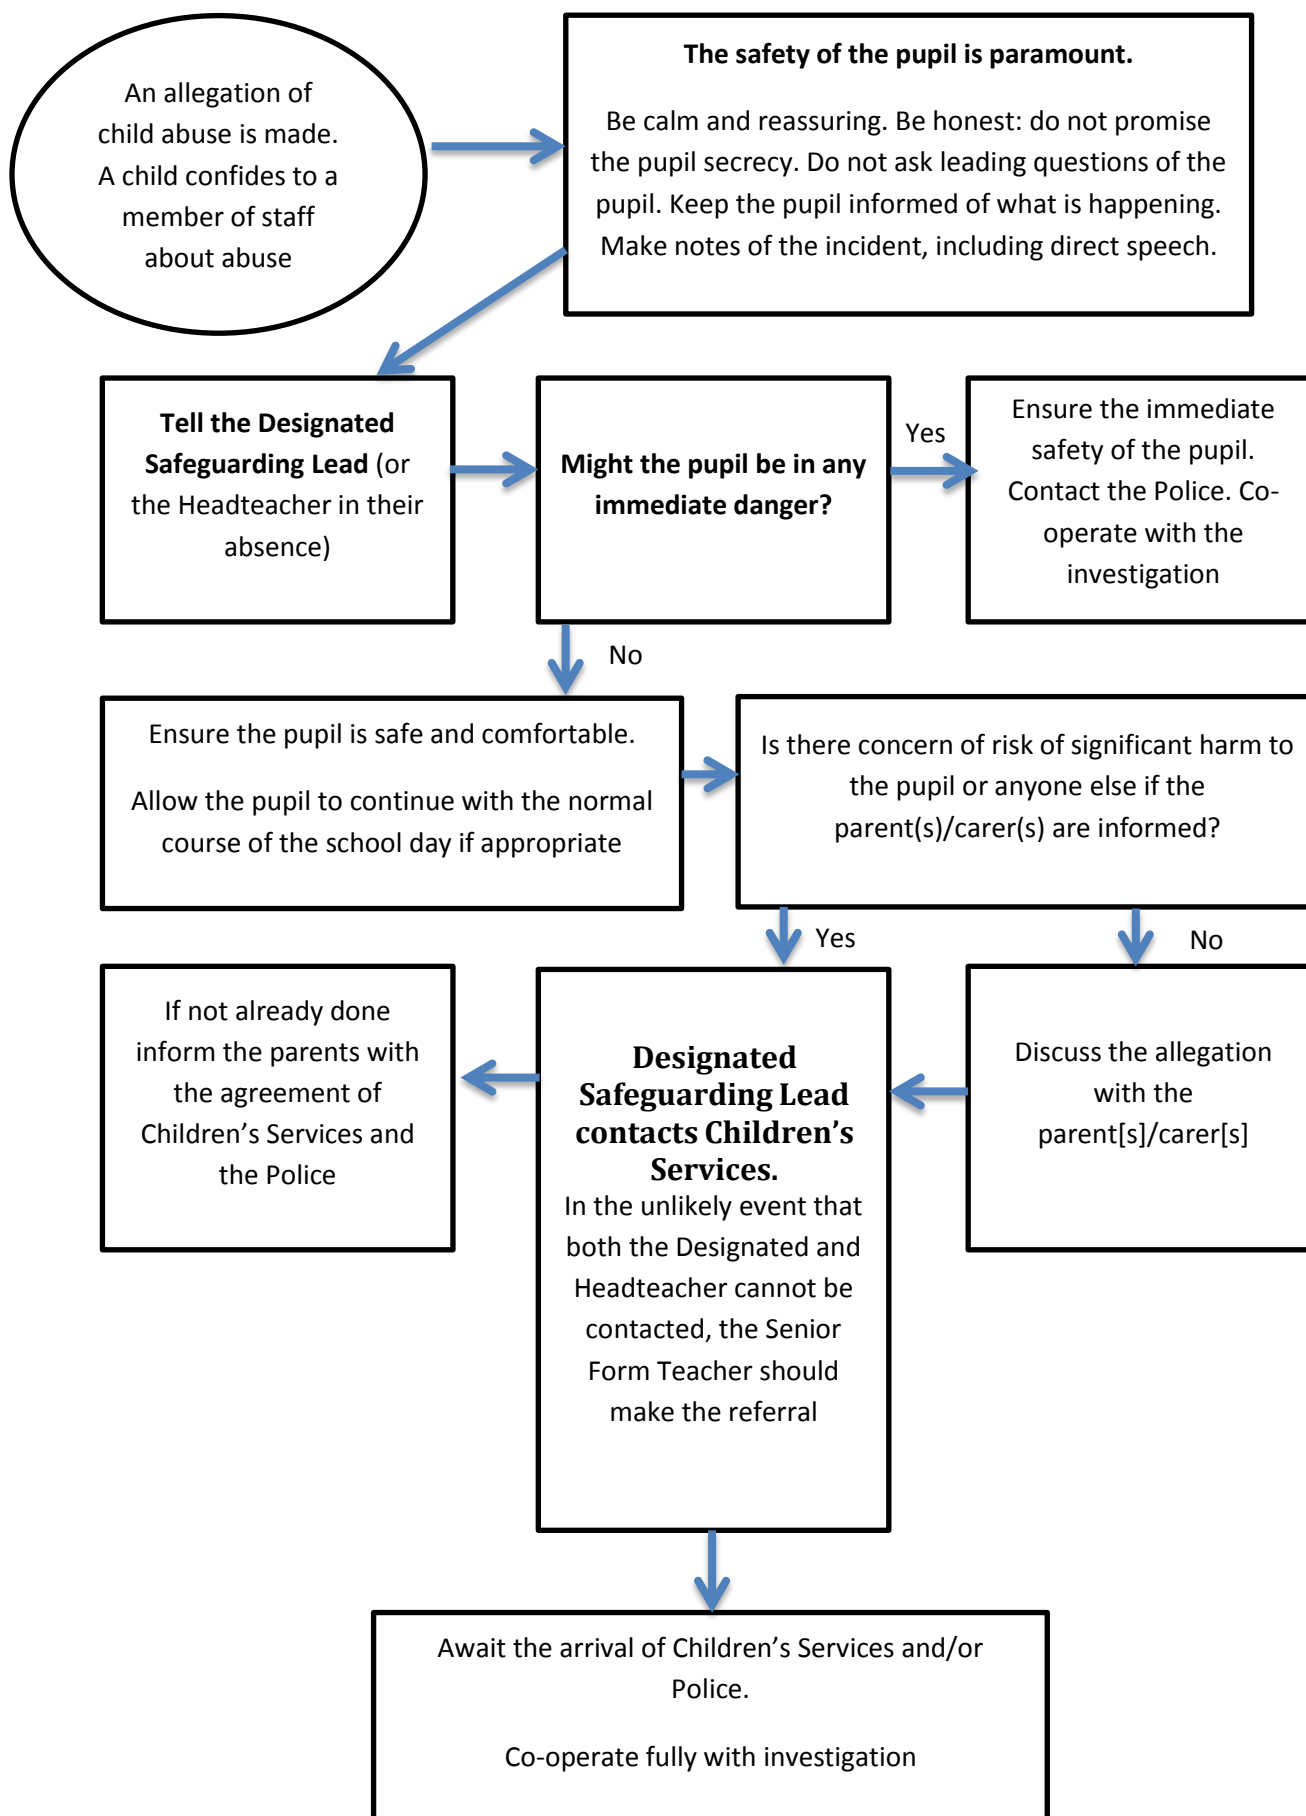 An allegation of
child abuse is made.
A child confides to a
member of staff
about abuse
The safety of the pupil is paramount.
Be calm and reassuring. Be honest: do not promise
the pupil secrecy. Do not ask leading questions of the
pupil. Keep the pupil informed of what is happening.
Make notes of the incident, including direct speech.
Tell the Designated
Safeguarding Lead (or
the Headteacher in their
absence)
Might the pupil be in any
immediate danger?
Yes
Ensure the immediate
safety of the pupil.
Contact the Police. Co-
operate with the
investigation
No
Ensure the pupil is safe and comfortable.
Allow the pupil to continue with the normal
course of the school day if appropriate
Is there concern of risk of significant harm to
the pupil or anyone else if the
parent(s)/carer(s) are informed?
Yes
No
If not already done
inform the parents with
the agreement of
Children’s Services and
the Police
Designated
Safeguarding Lead
contacts Children’s
Services.
In the unlikely event that
both the Designated and
Headteacher cannot be
contacted, the Senior
Form Teacher should
make the referral
Discuss the allegation
with the
parent[s]/carer[s]
Await the arrival of Children’s Services and/or
Police.
Co-operate fully with investigation